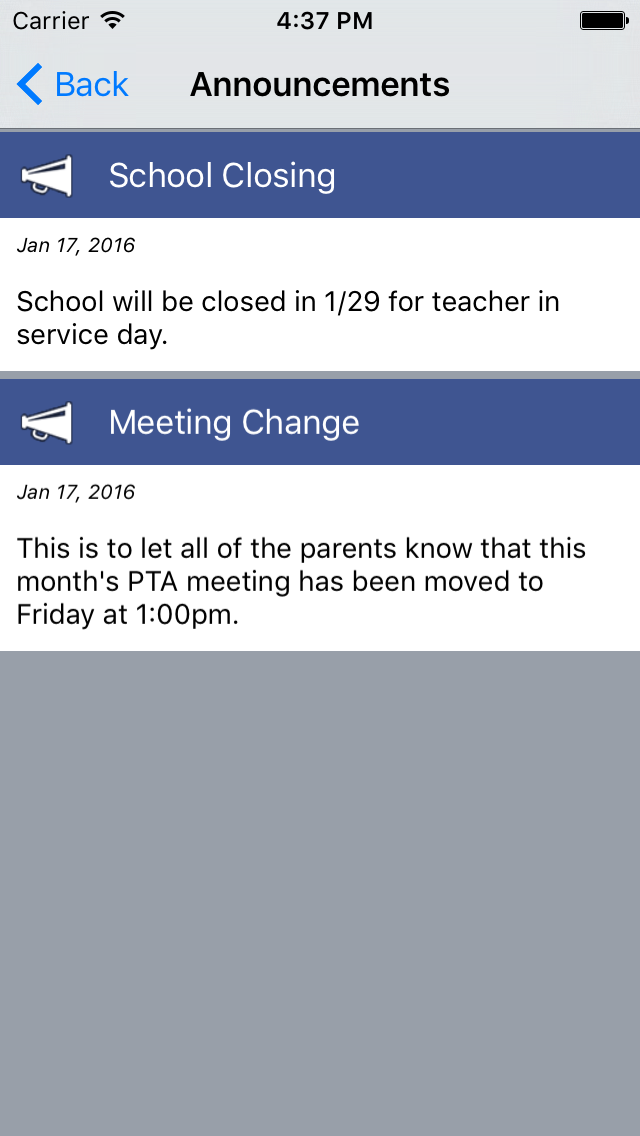 Carrier 4:37 PM
Back Announcements
School Closing
Jan 17, 2016
School will be closed in 1/29 for teacher in
service day.
Meeting Change
Jan 17, 2016
This is to let all of the parents know that this
month's PTA meeting has been moved to
Friday at 1:00pm.